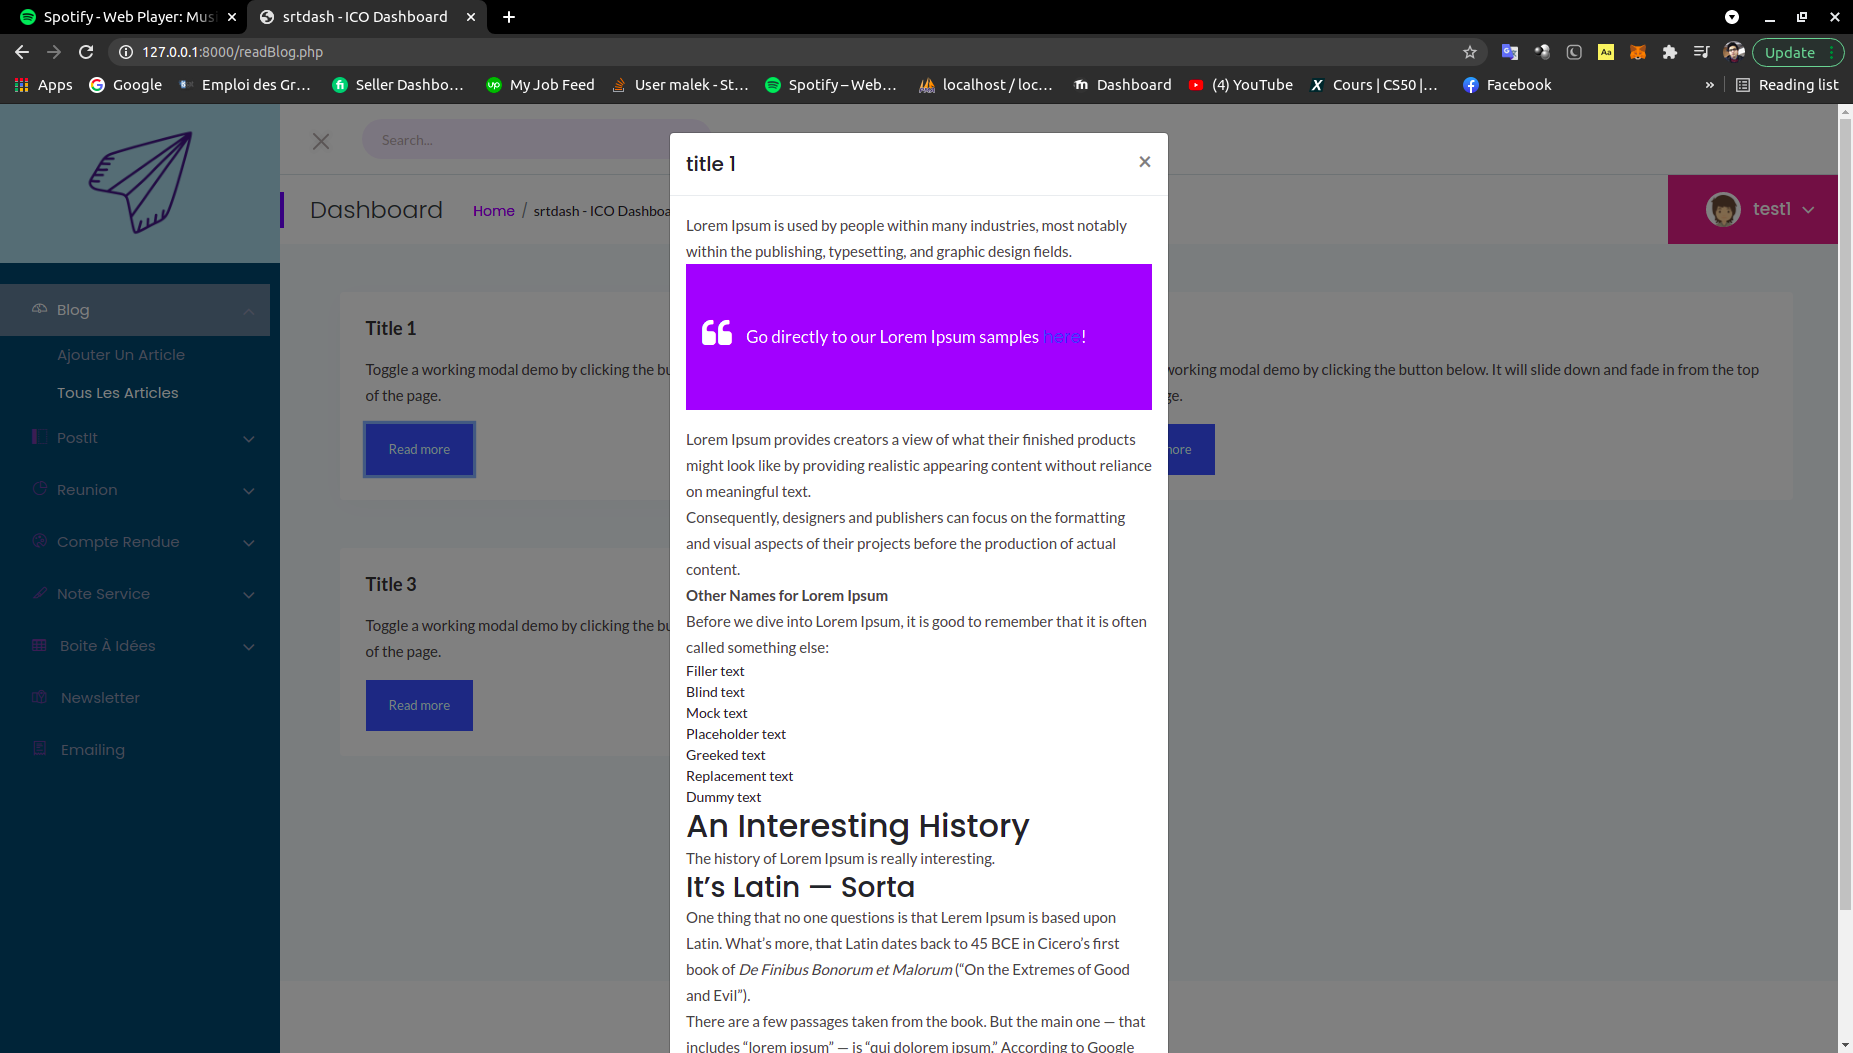 Spotify - Web Player: Musi
srtdash - ICO Dashboard
127.0.0.1:8000/readBlog.php
Update
Apps
Google
Emploi des Gr...
Seller Dashbo...
My Job Feed
User malek - St...
Spotify – Web...
localhost / loc...
Dashboard
(4) YouTube
Cours | CS50 |...
Facebook
»
Reading list
Search...
Dashboard
Home / srtdash - ICO Dashboa
test1
Blog
Ajouter Un Article
Tous Les Articles
PostIt
Reunion
Compte Rendue
Note Service
Boite À Idées
Newsletter
Emailing
Title 1
Toggle a working modal demo by clicking the bu
of the page.
Read more
working modal demo by clicking the button below. It will slide down and fade in from the top
ge.
more
Title 3
Toggle a working modal demo by clicking the bu
of the page.
Read more
title 1
×
Lorem Ipsum is used by people within many industries, most notably
within the publishing, typesetting, and graphic design fields.
Go directly to our Lorem Ipsum samples here!
Lorem Ipsum provides creators a view of what their finished products
might look like by providing realistic appearing content without reliance
on meaningful text.
Consequently, designers and publishers can focus on the formatting
and visual aspects of their projects before the production of actual
content.
Other Names for Lorem Ipsum
Before we dive into Lorem Ipsum, it is good to remember that it is often
called something else:
Filler text
Blind text
Mock text
Placeholder text
Greeked text
Replacement text
Dummy text
An Interesting History
The history of Lorem Ipsum is really interesting.
It’s Latin — Sorta
One thing that no one questions is that Lerem Ipsum is based upon
Latin. What’s more, that Latin dates back to 45 BCE in Cicero’s first
book of De Finibus Bonorum et Malorum (“On the Extremes of Good
and Evil”).
There are a few passages taken from the book. But the main one — that
includes “lorem ipsum” — is “qui dolorem ipsum.” According to Google